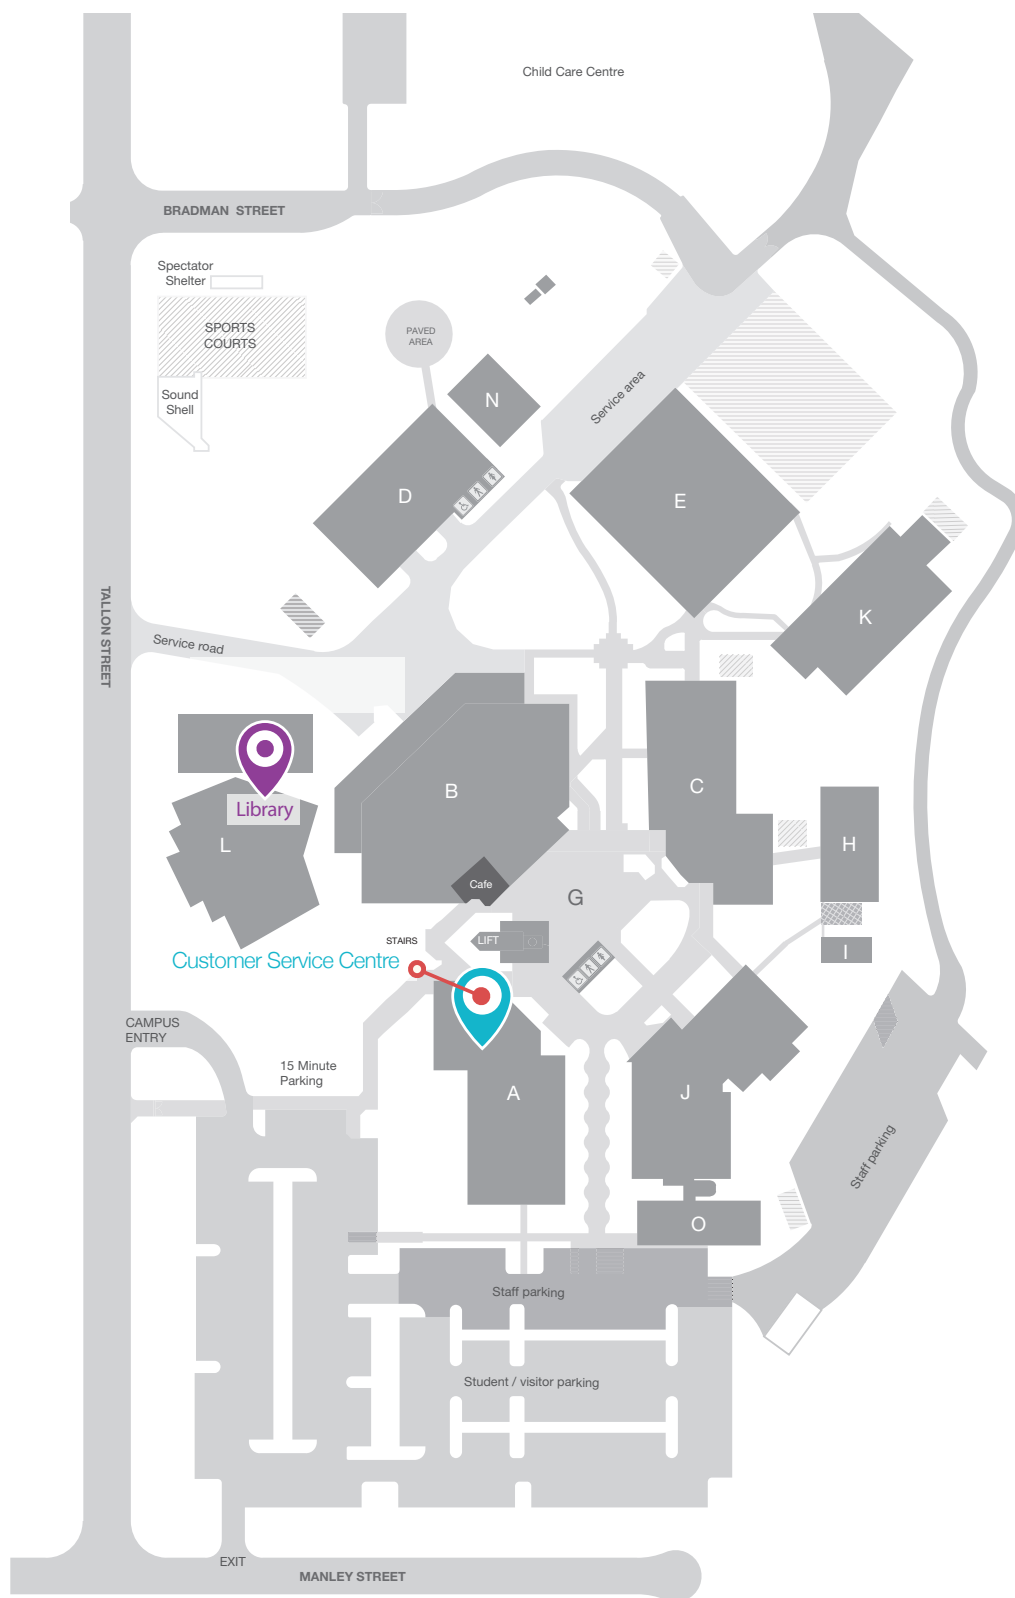 Child Care Centre
BRADMAN STREET
Spectator
Shelter
SPORTS
COURTS
Sound
Shell
PAVED
AREA
N
Service area
D
E
TALLON STREET
K
Service road
B
C
Library
L
H
Cafe
G
STAIRS
LIFT
I
Customer Service Centre
CAMPUS
ENTRY
15 Minute
Parking
A
J
Staff parking
O
Staff parking
Student / visitor parking
EXIT
MANLEY STREET